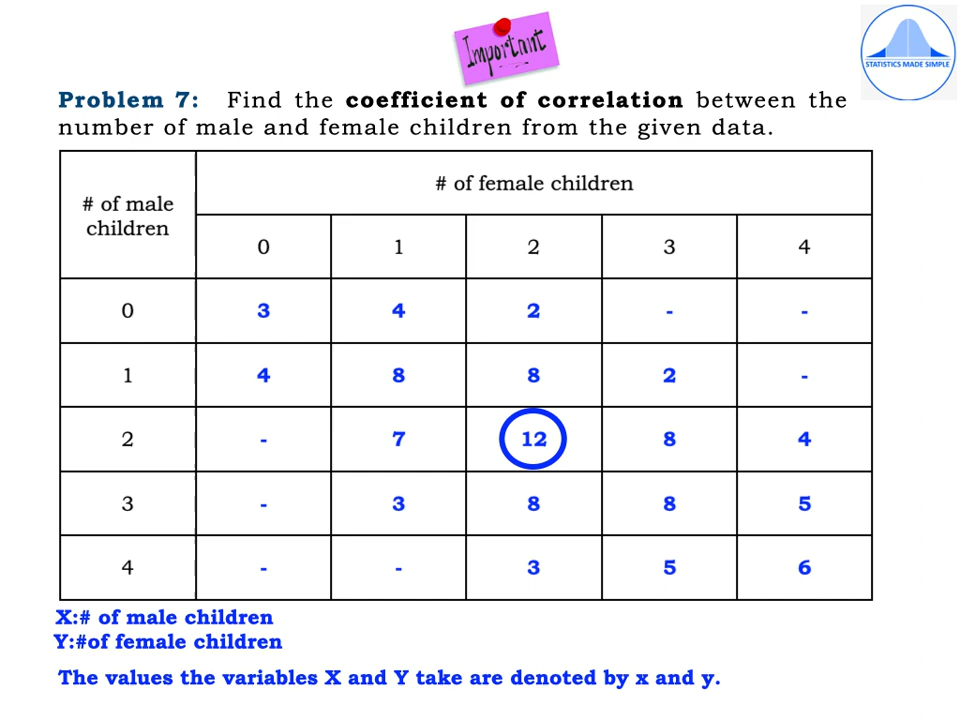 Important
STATISTICS MADE SIMPLE
Problem 7: Find the coefficient of correlation between the
number of male and female children from the given data.
# of male
children
# of female children
0 1 2 3 4
0 3 4 2 - -
1 4 8 8 2 -
2 - 7 12 8 4
3 - 3 8 8 5
4 - - 3 5 6
X:# of male children
Y:#of female children
The values the variables X and Y take are denoted by x and y.